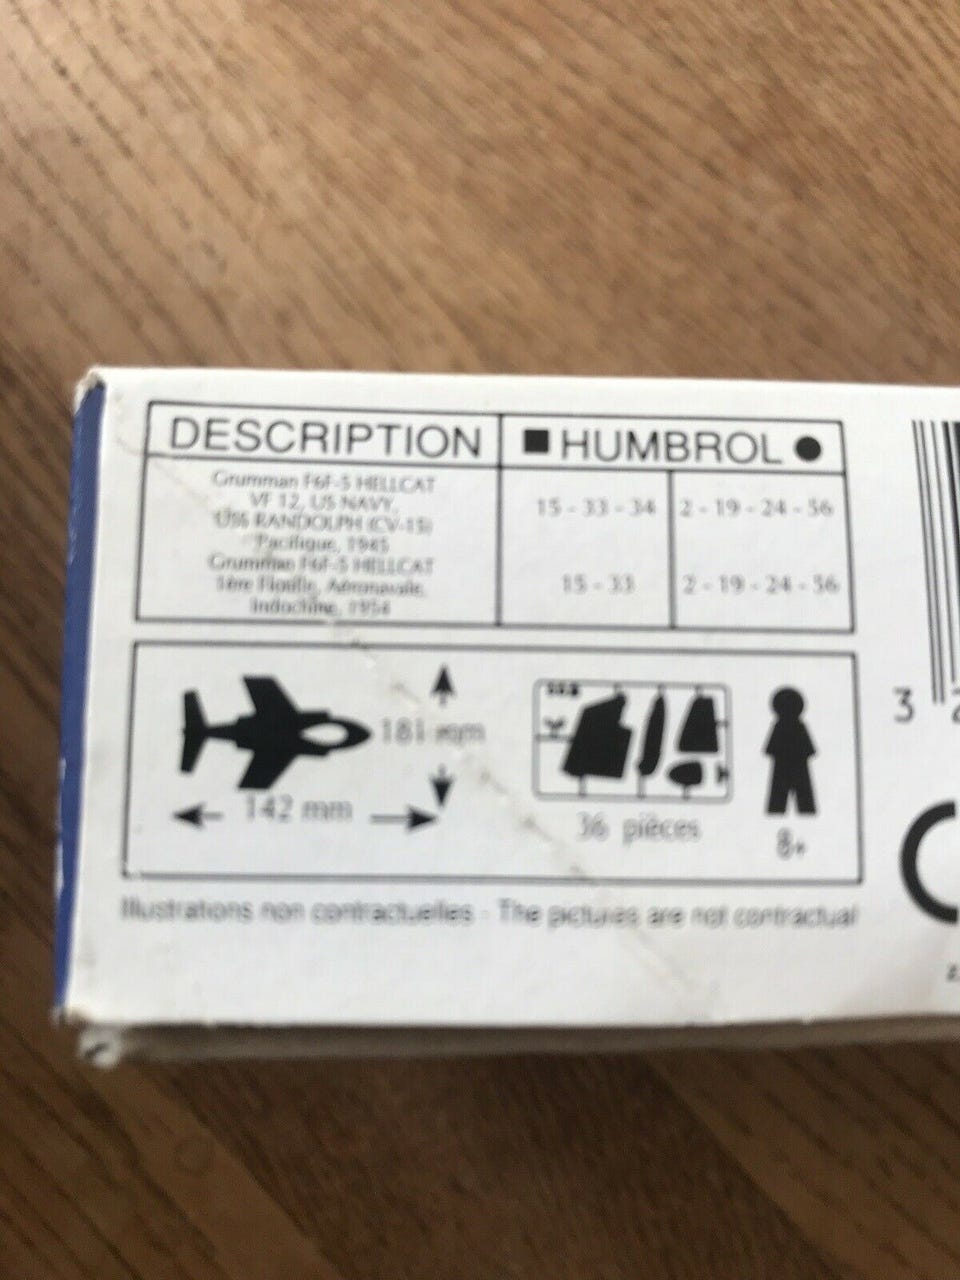 DESCRIPTION
■ HUMBROL ●
Grumman F6F-5 HELLCAT
VF 12, US NAVY,
USS RANDOLPH (CV-15)
Pacifique, 1945
15 - 33 - 34
2 - 19 - 24 - 56
Grumman F6F-5 HELLCAT
1ère Flottille, Aéronavale,
Indochine, 1954
15 - 33
2 - 19 - 24 - 56
181 mm
142 mm
36 pièces
8+
Illustrations non contractuelles - The pictures are not contractual
3